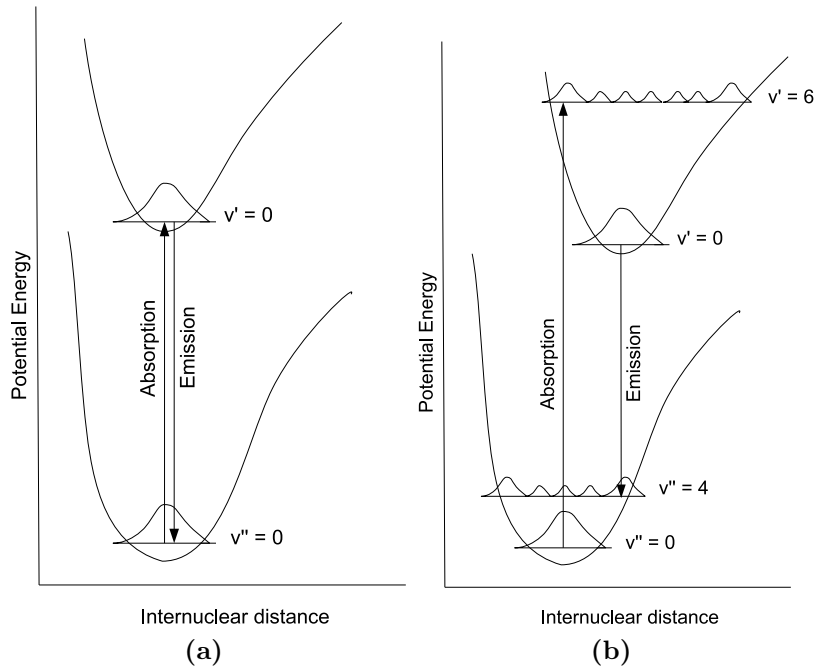 Potential Energy
v' = 0
Absorption
Emission
v" = 0
Internuclear distance
(a)
Potential Energy
v' = 6
v' = 0
Absorption
Emission
v" = 4
v" = 0
Internuclear distance
(b)